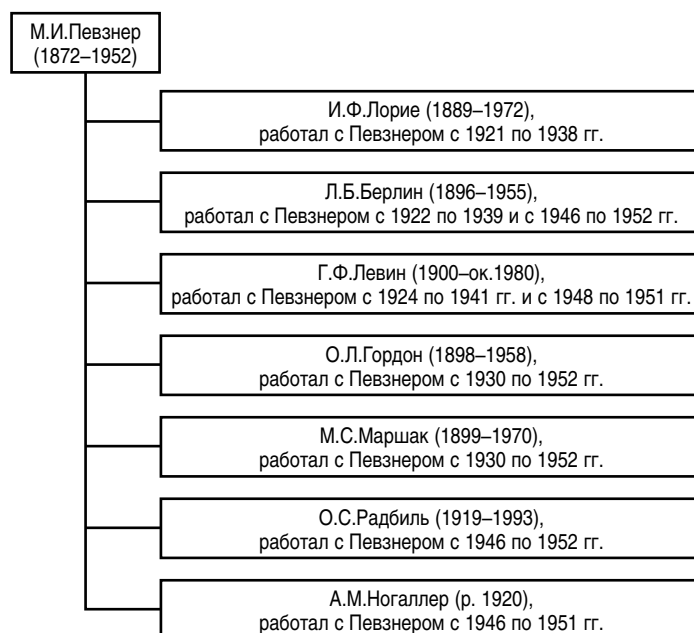 М.И.Певзнер
(1872–1952)
И.Ф.Лорие (1889–1972),
работал с Певзнером с 1921 по 1938 гг.
Л.Б.Берлин (1896–1955),
работал с Певзнером с 1922 по 1939 и с 1946 по 1952 гг.
Г.Ф.Левин (1900–ок.1980),
работал с Певзнером с 1924 по 1941 гг. и с 1948 по 1951 гг.
О.Л.Гордон (1898–1958),
работал с Певзнером с 1930 по 1952 гг.
М.С.Маршак (1899–1970),
работал с Певзнером с 1930 по 1952 гг.
О.С.Радбиль (1919–1993),
работал с Певзнером с 1946 по 1952 гг.
А.М.Ногаллер (р. 1920),
работал с Певзнером с 1946 по 1951 гг.